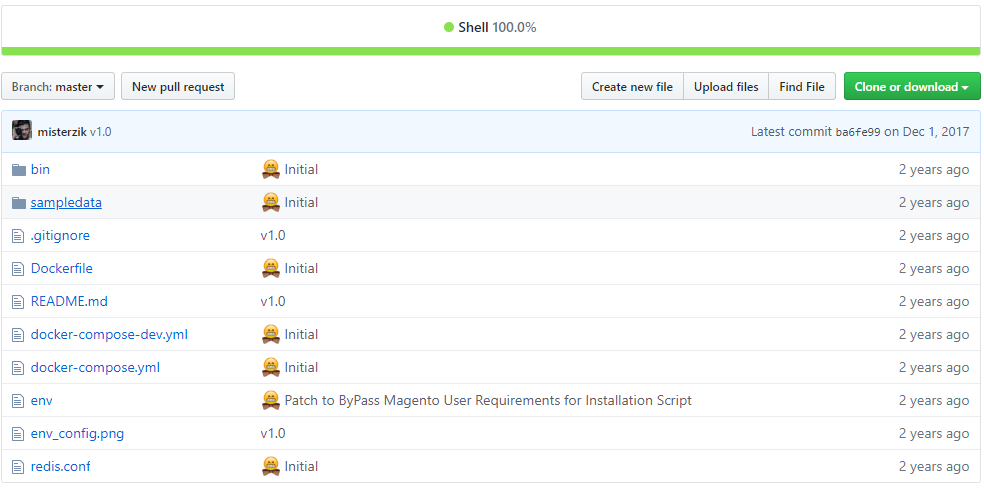 Shell 100.0%
Branch: master New pull request Create new file Upload files Find File Clone or download
misterzik v1.0 Latest commit ba6fe99 on Dec 1, 2017
bin Initial 2 years ago
sampledata Initial 2 years ago
.gitignore v1.0 2 years ago
Dockerfile Initial 2 years ago
README.md v1.0 2 years ago
docker-compose-dev.yml Initial 2 years ago
docker-compose.yml Initial 2 years ago
env Patch to ByPass Magento User Requirements for Installation Script 2 years ago
env_config.png v1.0 2 years ago
redis.conf Initial 2 years ago